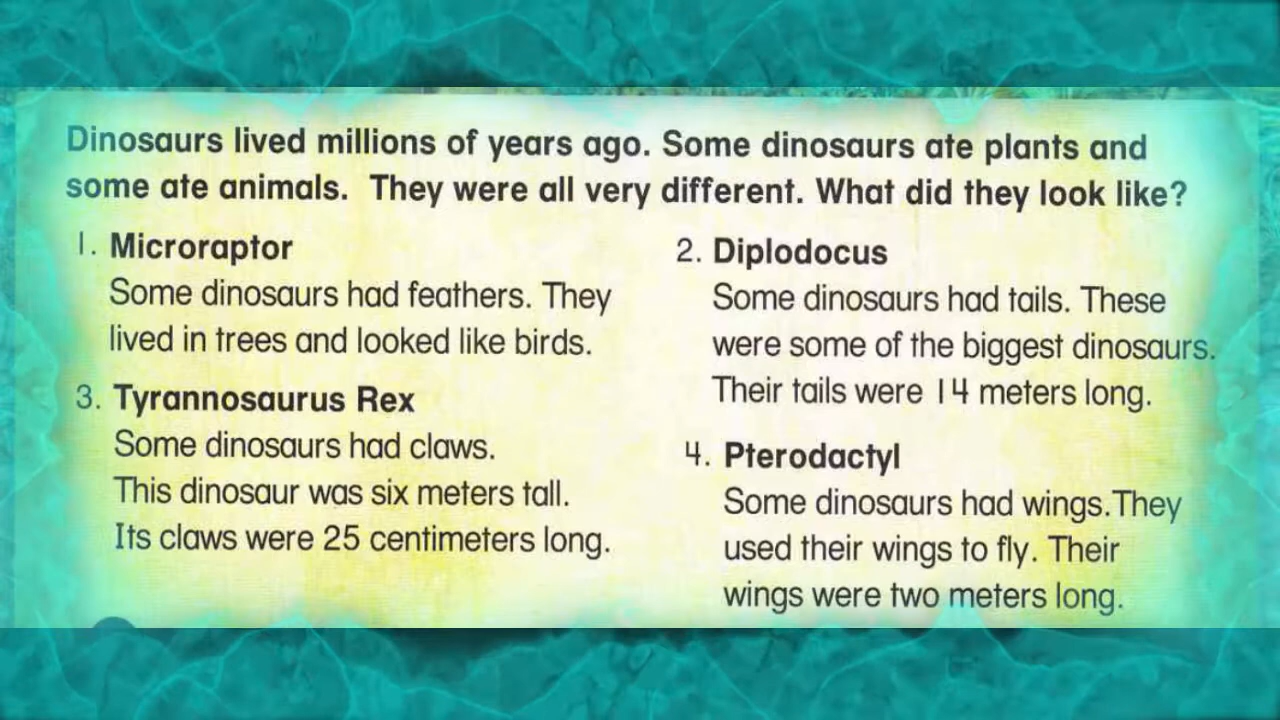 Dinosaurs lived millions of years ago. Some dinosaurs ate plants and
some ate animals. They were all very different. What did they look like?
1. Microraptor
Some dinosaurs had feathers. They
lived in trees and looked like birds.
2. Diplodocus
Some dinosaurs had tails. These
were some of the biggest dinosaurs.
Their tails were 14 meters long.
3. Tyrannosaurus Rex
Some dinosaurs had claws.
This dinosaur was six meters tall.
Its claws were 25 centimeters long.
4. Pterodactyl
Some dinosaurs had wings.They
used their wings to fly. Their
wings were two meters long.